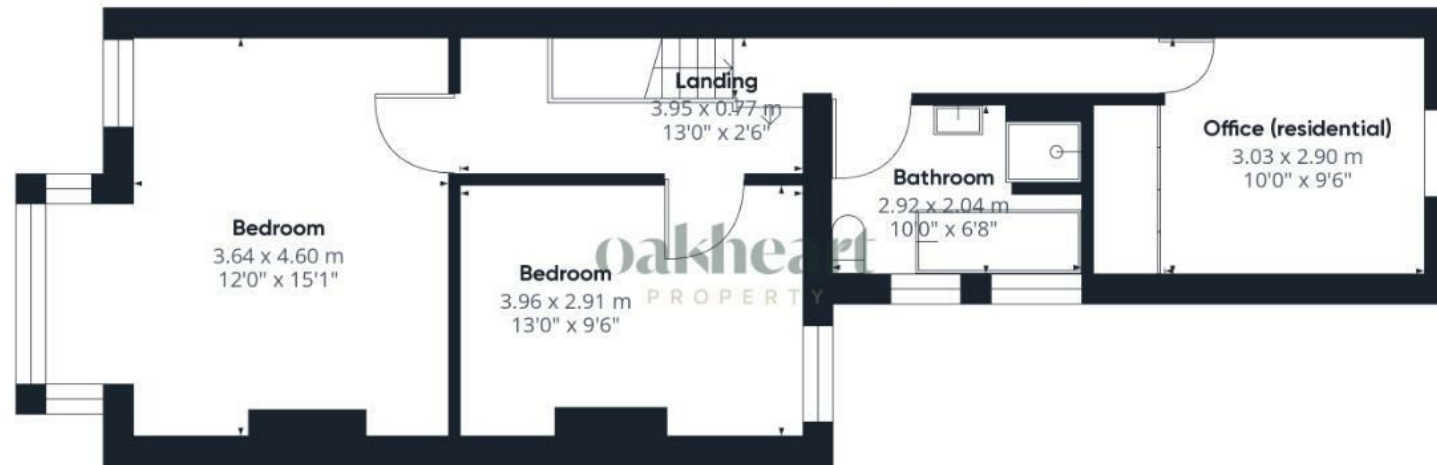 Landing
3.95 x 0.77 m
13'0" x 2'6"
Office (residential)
3.03 x 2.90 m
10'0" x 9'6"
Bathroom
2.92 x 2.04 m
10'0" x 6'8"
Bedroom
3.64 x 4.60 m
12'0" x 15'1"
Bedroom
3.96 x 2.91 m
13'0" x 9'6"
oakheart
PROPERTY